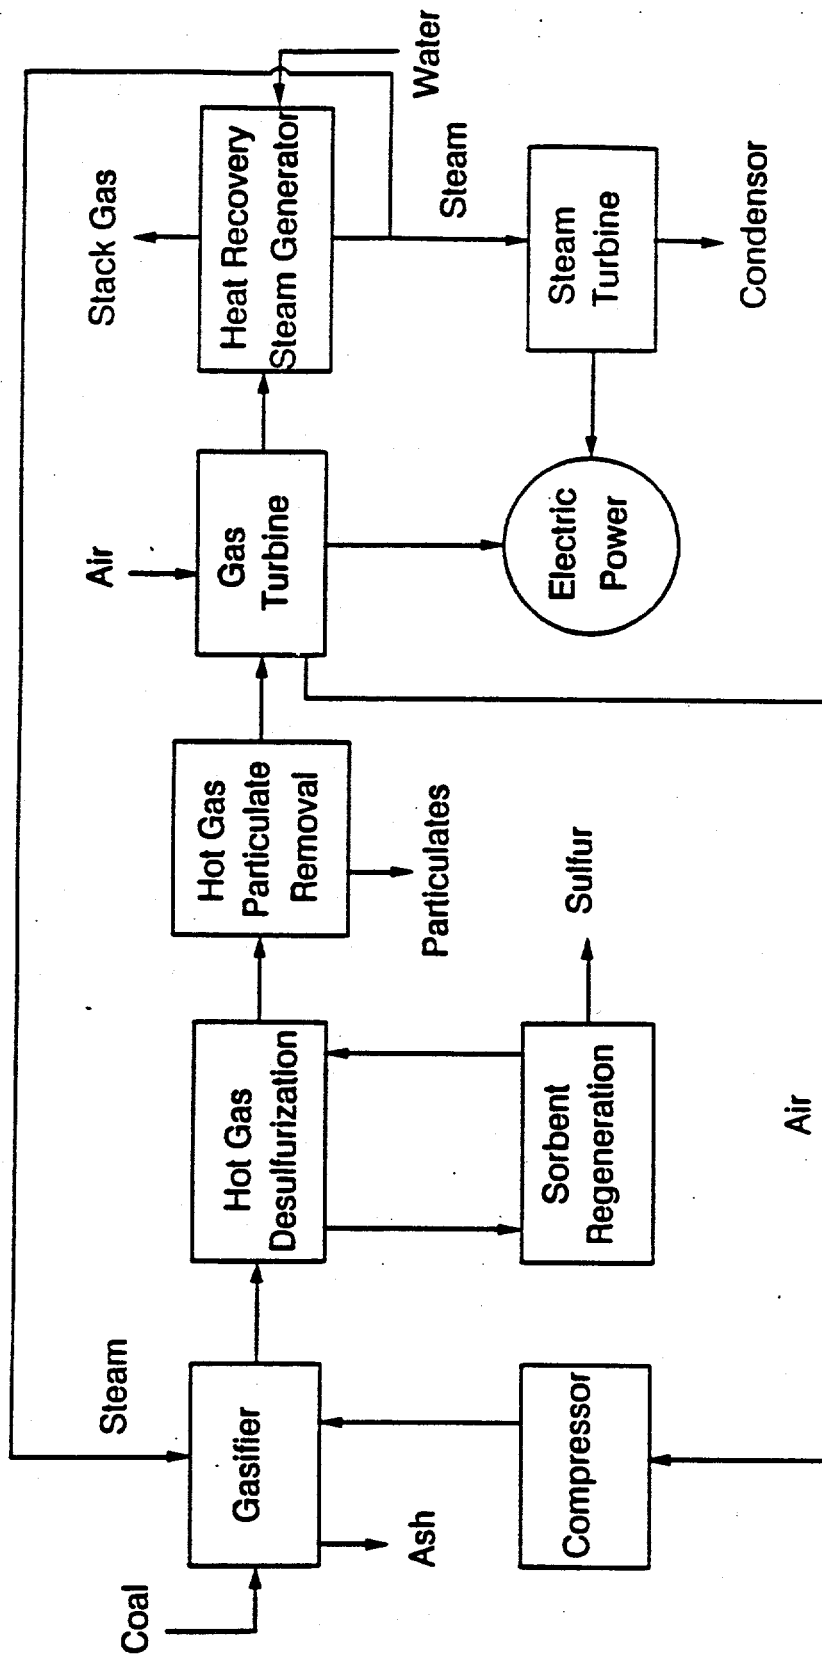 Coal
Steam
Gasifier
Ash
Compressor
Hot Gas
Desulfurization
Sorbent
Regeneration
Sulfur
Air
Hot Gas
Particulate
Removal
Particulates
Air
Gas
Turbine
Electric
Power
Stack Gas
Heat Recovery
Steam Generator
Water
Steam
Steam
Turbine
Condensor